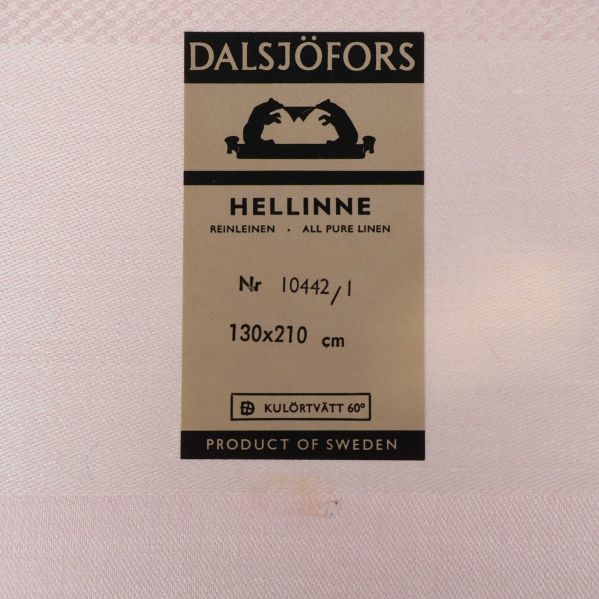 DALSJÖFORS
HELLINNE
REINLEINEN · ALL PURE LINEN
Nr 10442/1
130x210 cm
KULÖRTVÄTT 60°
PRODUCT OF SWEDEN